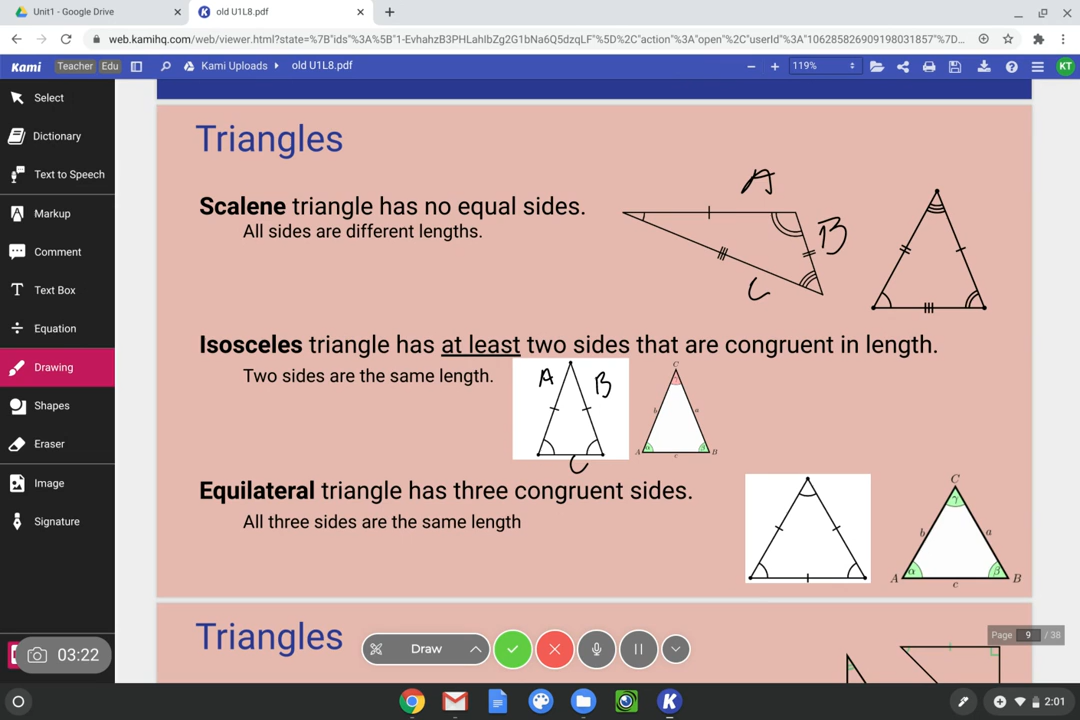 Unit1 - Google Drive
old U1L8.pdf
web.kamihq.com/web/viewer.html?state=%7B"ids"%3A%5B"1-EvhahzB3PHLahIbZg2G1bNa6Q5dzqLF"%5D%2C"action"%3A"open"%2C"userId"%3A"106285826909198031857"%7D...
Kami Teacher Edu
Kami Uploads
old U1L8.pdf
119%
KT
Select
Dictionary
Text to Speech
Markup
Comment
Text Box
Equation
Drawing
Shapes
Eraser
Image
Signature
03:22
Triangles
Scalene triangle has no equal sides.
All sides are different lengths.
A
B
C
Isosceles triangle has at least two sides that are congruent in length.
Two sides are the same length.
A
B
C
C
b
a
A
c
B
Equilateral triangle has three congruent sides.
All three sides are the same length
C
γ
b
a
A
α
β
B
c
Triangles
Draw
Page 9 / 38
2:01